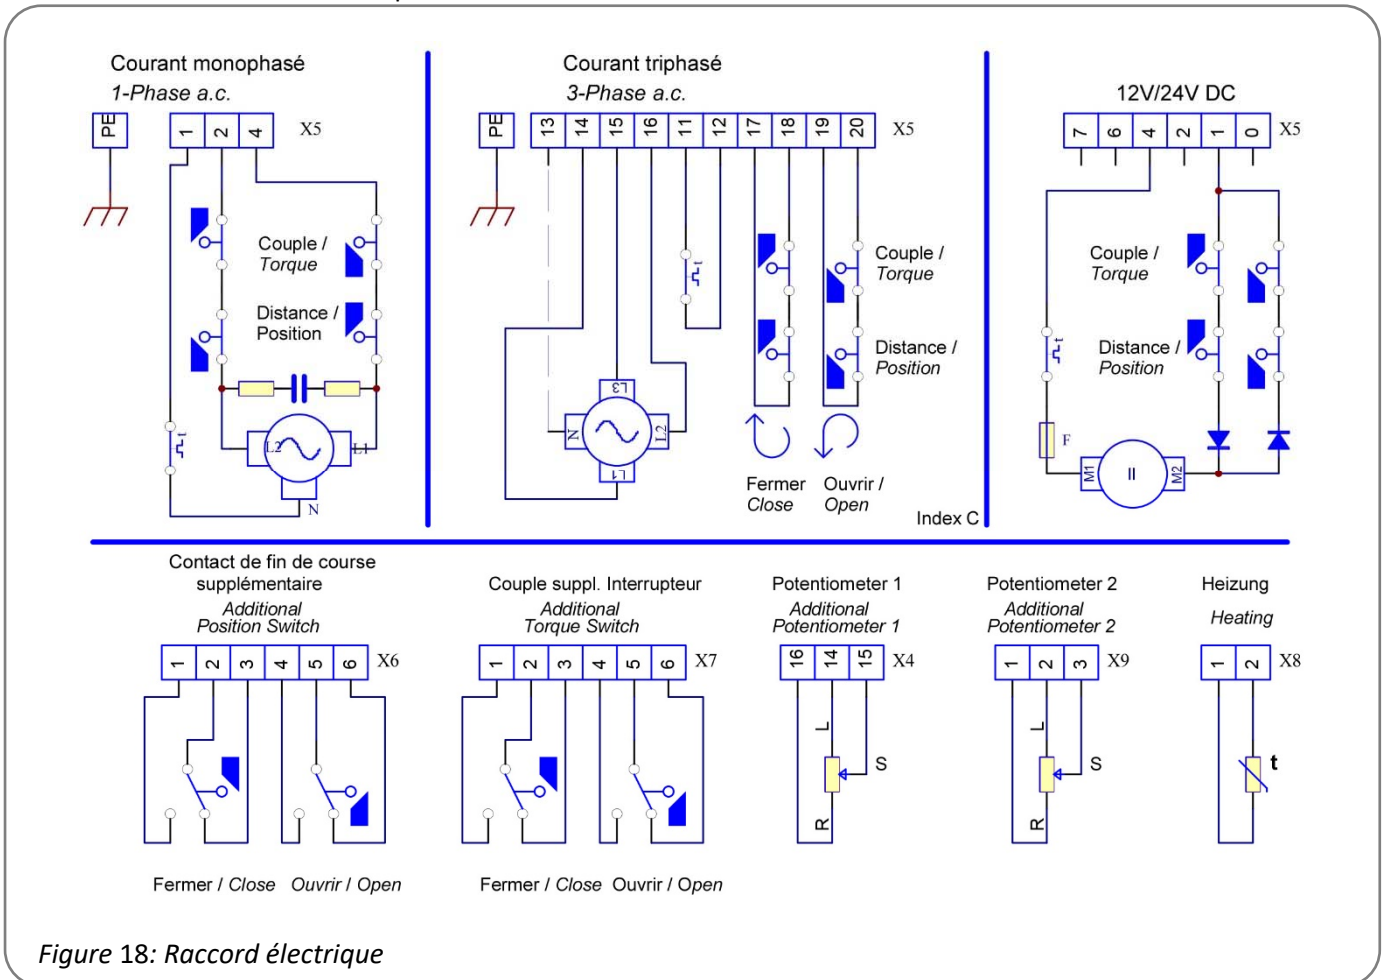 Courant monophasé
1-Phase a.c.
PE
1 2 4 X5
Couple /
Torque
Distance /
Position
t
L2 L1
N
Courant triphasé
3-Phase a.c.
PE
13 14 15 16 11 12 17 18 19 20 X5
t
Couple /
Torque
Distance /
Position
L3
N L2
L1
Fermer
Close
Ouvrir /
Open
Index C
12V/24V DC
7 6 4 2 1 0 X5
Couple /
Torque
Distance /
Position
t
F
M1 II M2
Contact de fin de course
supplémentaire
Additional
Position Switch
1 2 3 4 5 6 X6
Fermer / Close Ouvrir / Open
Couple suppl. Interrupteur
Additional
Torque Switch
1 2 3 4 5 6 X7
Fermer / Close Ouvrir / Open
Potentiometer 1
Additional
Potentiometer 1
16 14 15 X4
L
S
R
Potentiometer 2
Additional
Potentiometer 2
1 2 3 X9
L
S
R
Heizung
Heating
1 2 X8
t
Figure 18: Raccord électrique